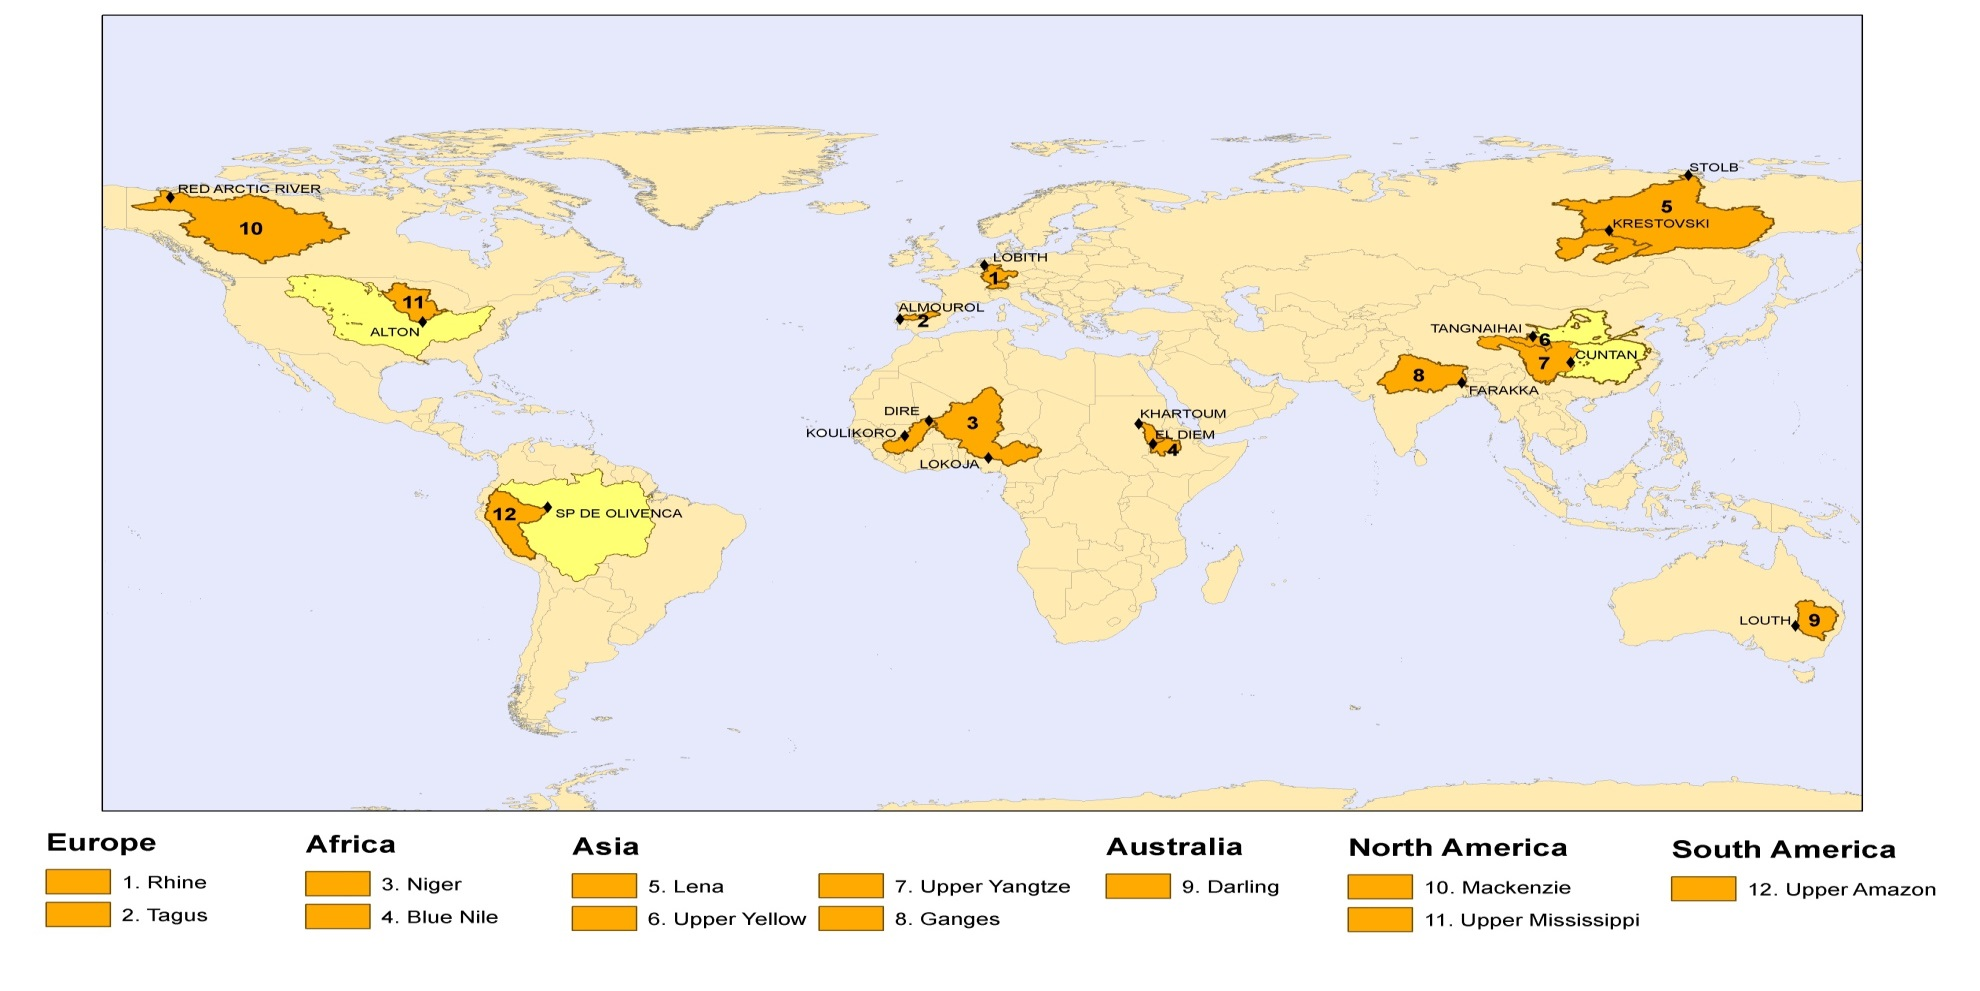 STOLB
RED ARCTIC RIVER
10
5
KRESTOVSKI
LOBITH
1
11
ALMOUROL
2
ALTON
TANGNAIHAI
6
CUNTAN
7
8
FARAKKA
DIRE
3
KHARTOUM
KOULIKORO
EL DIEM
4
LOKOJA
12
SP DE OLIVENCA
LOUTH
9
Europe
1. Rhine
2. Tagus
Africa
3. Niger
4. Blue Nile
Asia
5. Lena
6. Upper Yellow
7. Upper Yangtze
8. Ganges
Australia
9. Darling
North America
10. Mackenzie
11. Upper Mississippi
South America
12. Upper Amazon